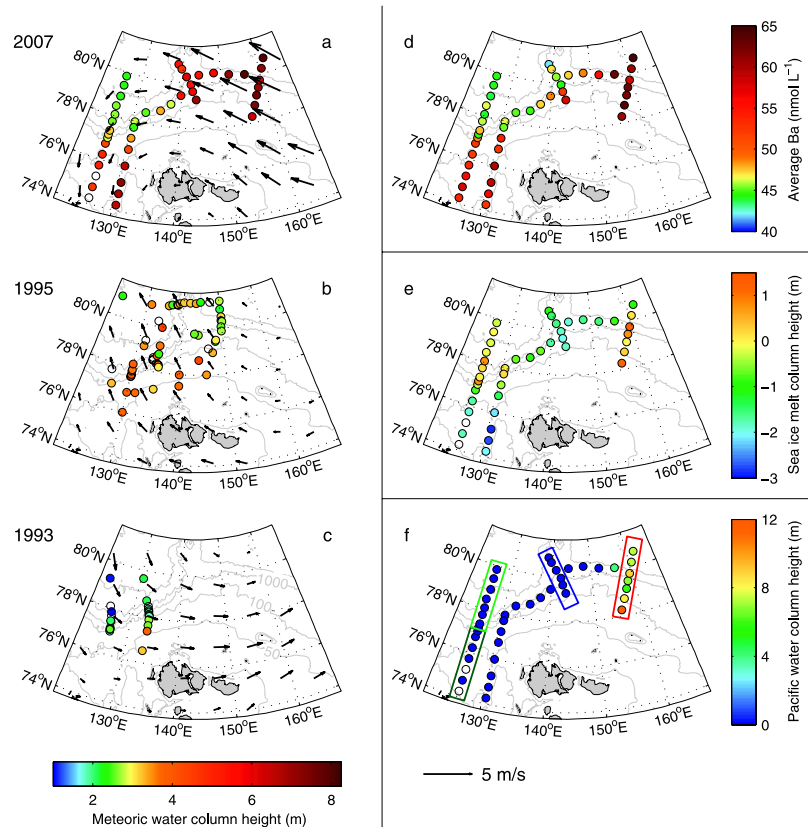 2007
a
80°N
78°N
76°N
74°N
130°E
140°E
150°E
160°E
d
80°N
78°N
76°N
74°N
130°E
140°E
150°E
160°E
65
60
55
50
45
40
Average Ba (nmol L⁻¹)
1995
b
80°N
78°N
76°N
74°N
130°E
140°E
150°E
160°E
e
80°N
78°N
76°N
74°N
130°E
140°E
150°E
160°E
1
0
−1
−2
−3
Sea ice melt column height (m)
1993
c
80°N
78°N
76°N
74°N
1000
100
50
130°E
140°E
150°E
160°E
f
80°N
78°N
76°N
74°N
130°E
140°E
150°E
160°E
12
8
4
0
Pacific water column height (m)
2 4 6 8
Meteoric water column height (m)
5 m/s